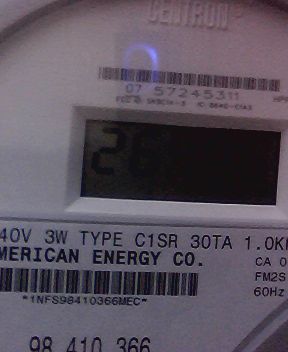 CENTRON®
07 57245311
26
40V 3W TYPE C1SR 30TA 1.0K
MERICAN ENERGY CO.
CA 0
FM2S
60Hz
*1NFS98410366MEC*
98 410 366